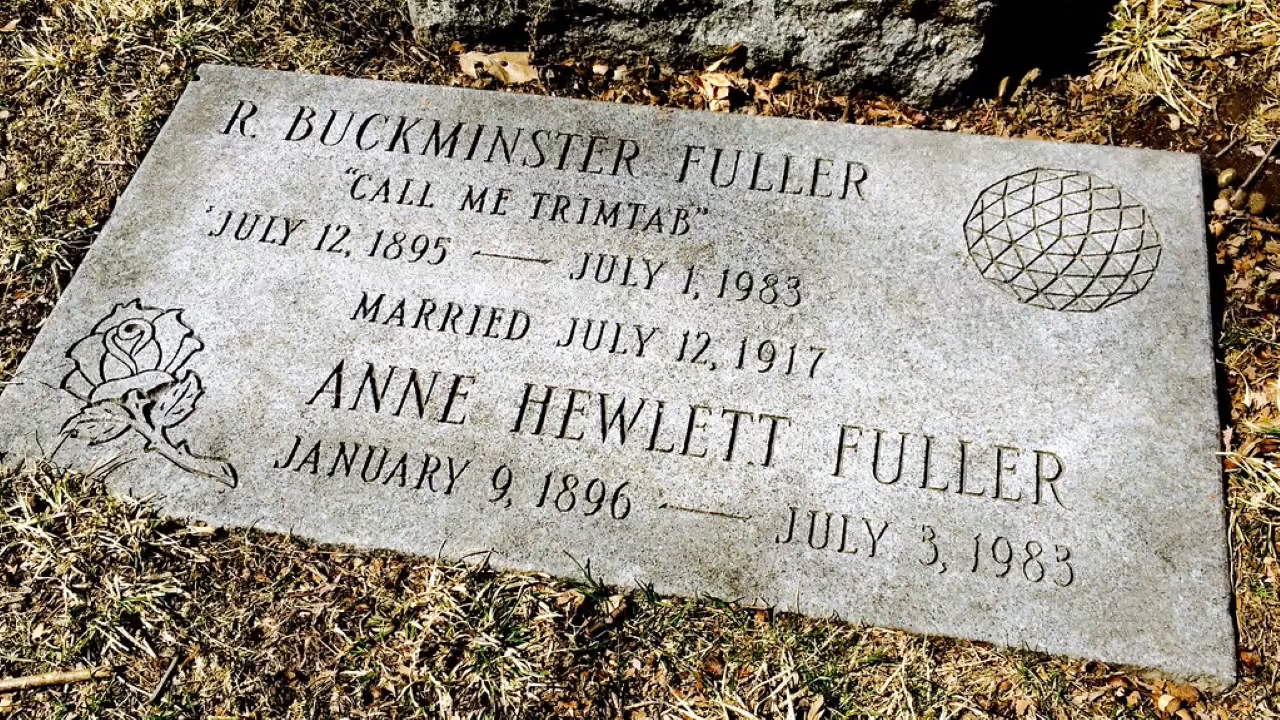 R. BUCKMINSTER FULLER
"CALL ME TRIMTAB"
JULY 12, 1895 — JULY 1, 1983
MARRIED JULY 12, 1917
ANNE HEWLETT FULLER
JANUARY 9, 1896 — JULY 3, 1983